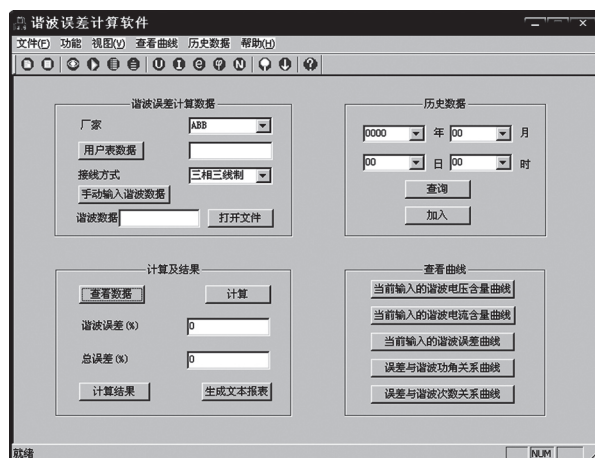 谐波误差计算软件
文件(F) 功能 视图(V) 查看曲线 历史数据 帮助(H)
U I e φ N
谐波误差计算数据
厂家 ABB
用户表数据
接线方式 三相三线制
手动输入谐波数据
谐波数据 打开文件
历史数据
0000 年 00 月
00 日 00 时
查询
加入
计算及结果
查看数据 计算
谐波误差(%) 0
总误差(%) 0
计算结果 生成文本报表
查看曲线
当前输入的谐波电压含量曲线
当前输入的谐波电流含量曲线
当前输入的谐波误差曲线
误差与谐波功角关系曲线
误差与谐波次数关系曲线
就绪 NUM